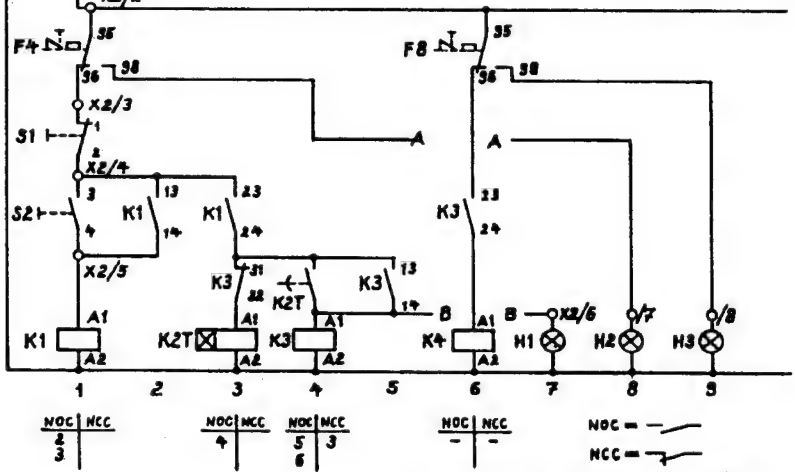 F4
95
96
98
F8
95
96
98
X2/3
S1
1
2
A
A
X2/4
S2
3
4
K1
13
14
K1
23
24
K3
23
24
X2/5
K3
31
32
K2T
K3
13
14
B
B
X2/6
/7
/8
K1
A1
A2
K2T
A1
A2
K3
A1
A2
K4
A1
A2
H1
H2
H3
1 2 3 4 5 6 7 8 9
NOC NCC
2
3
NOC NCC
4
NOC NCC
5 3
6
NOC NCC
- -
NOC =
NCC =